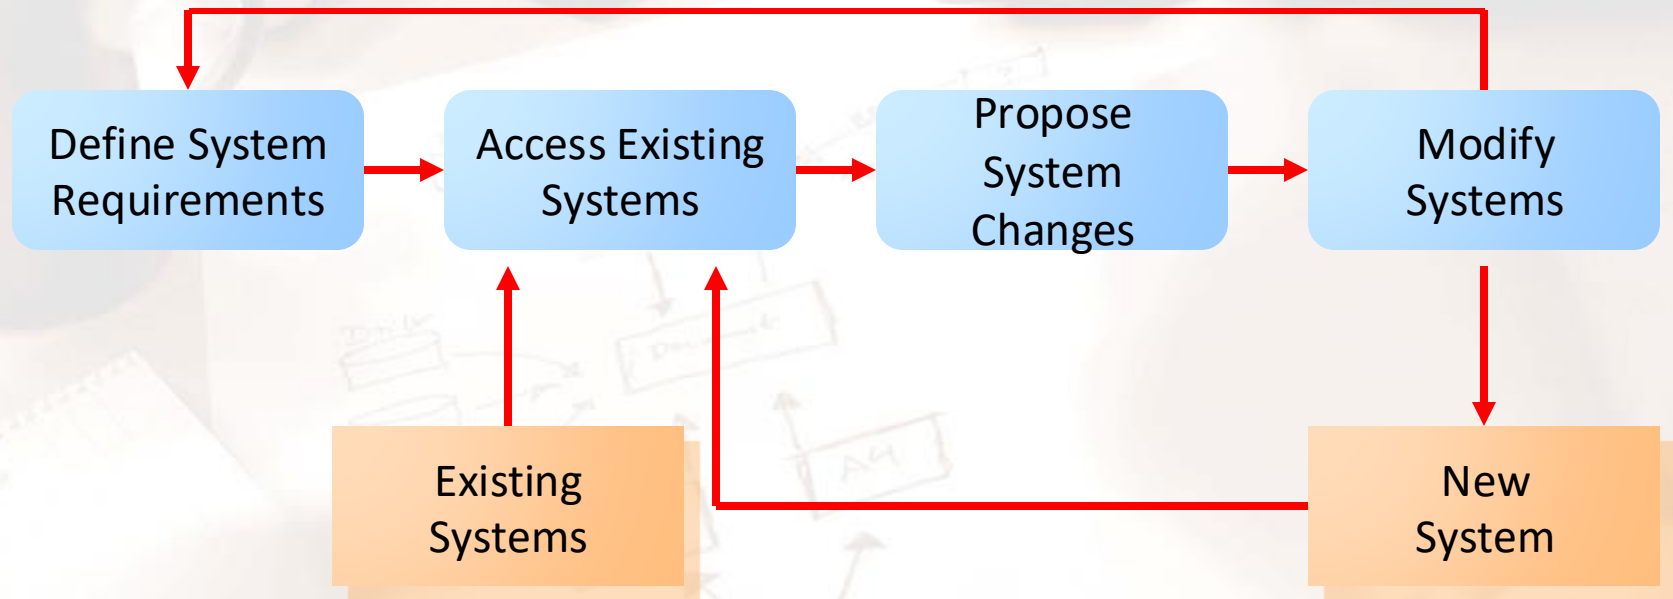 Define System
Requirements
Access Existing
Systems
Propose
System
Changes
Modify
Systems
Existing
Systems
New
System